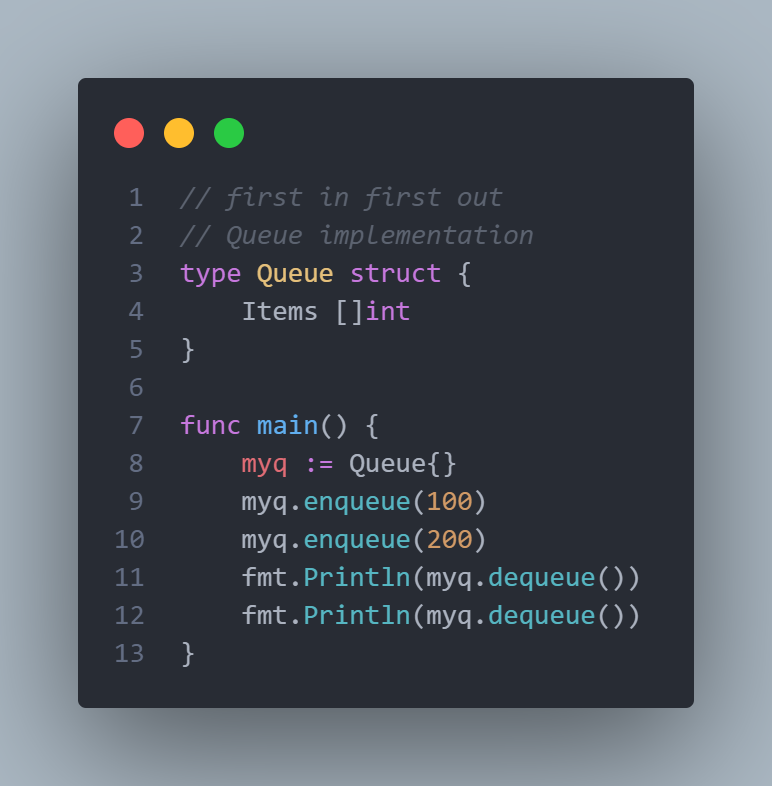 1 // first in first out
2 // Queue implementation
3 type Queue struct {
4     Items []int
5 }
6
7 func main() {
8     myq := Queue{}
9     myq.enqueue(100)
10     myq.enqueue(200)
11     fmt.Println(myq.dequeue())
12     fmt.Println(myq.dequeue())
13 }